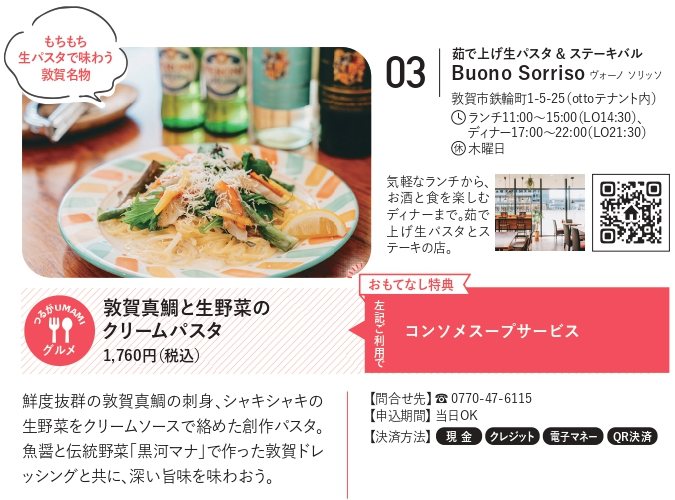 もちもち
生パスタで味わう
敦賀名物
03
茹で上げ生パスタ & ステーキバル
Buono Sorriso ヴォーノ ソリッソ
敦賀市鉄輪町1-5-25(ottoテナント内)
ランチ11:00〜15:00(LO14:30)、
ディナー17:00〜22:00(LO21:30)
休 木曜日
気軽なランチから、
お酒と食を楽しむ
ディナーまで。茹で
上げ生パスタとス
テーキの店。
つるがUMAMI
グルメ
敦賀真鯛と生野菜の
クリームパスタ
1,760円(税込)
おもてなし特典
左記ご利用で
コンソメスープサービス
鮮度抜群の敦賀真鯛の刺身、シャキシャキの
生野菜をクリームソースで絡めた創作パスタ。
魚醤と伝統野菜「黒河マナ」で作った敦賀ドレ
ッシングと共に、深い旨味を味わおう。
【問合せ先】☎ 0770-47-6115
【申込期間】当日OK
【決済方法】現 金 クレジット 電子マネー QR決済